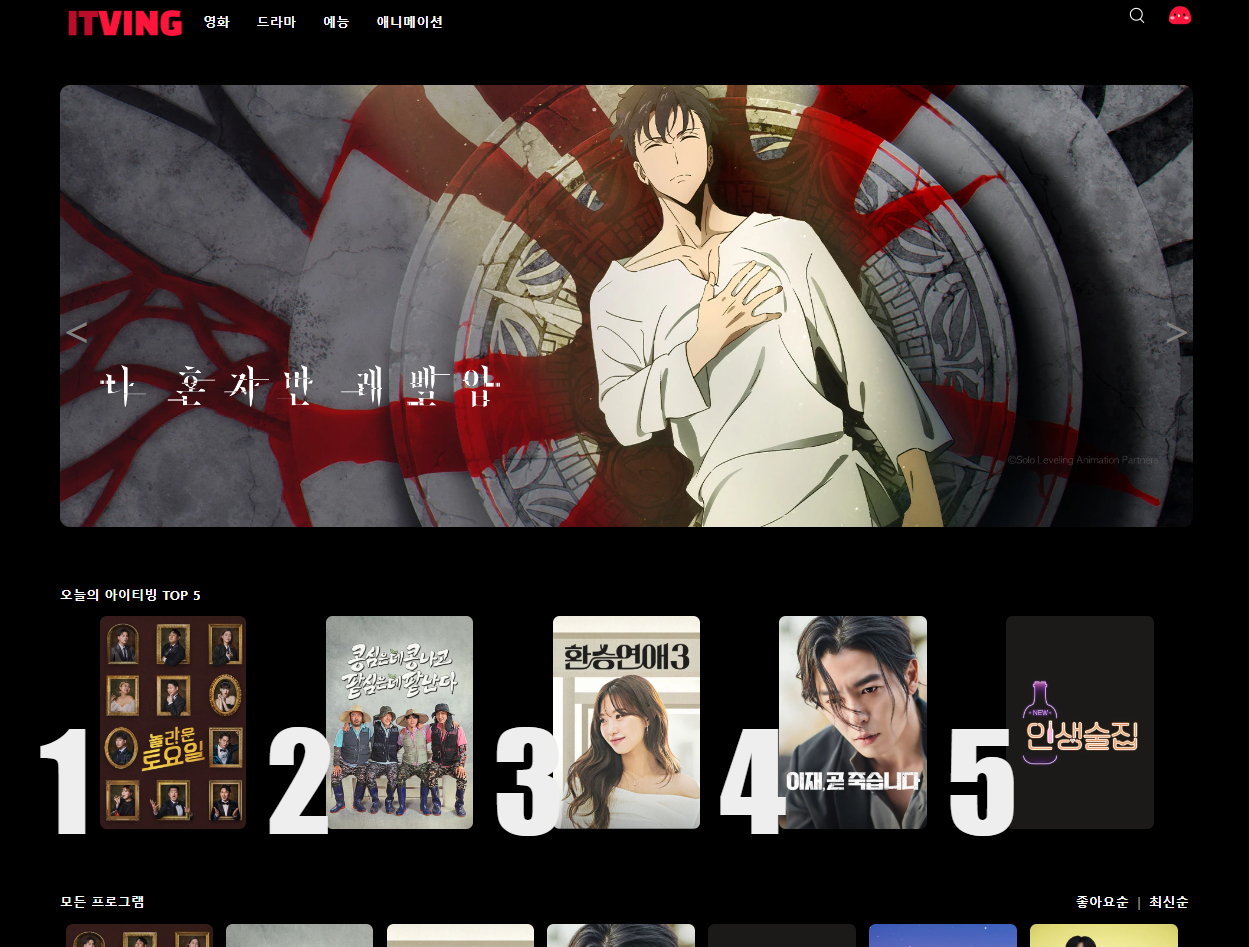 ITVING 영화 드라마 예능 애니메이션
< >
나 혼자만 레벨업
©Solo Leveling Animation Partners
오늘의 아이티빙 TOP 5
1 2 3 4 5
놀라운
토요일
콩심은데콩나고
팥심은데팥난다
환승연애3
이재, 곧 죽습니다
NEW
인생술집
모든 프로그램
좋아요순 | 최신순